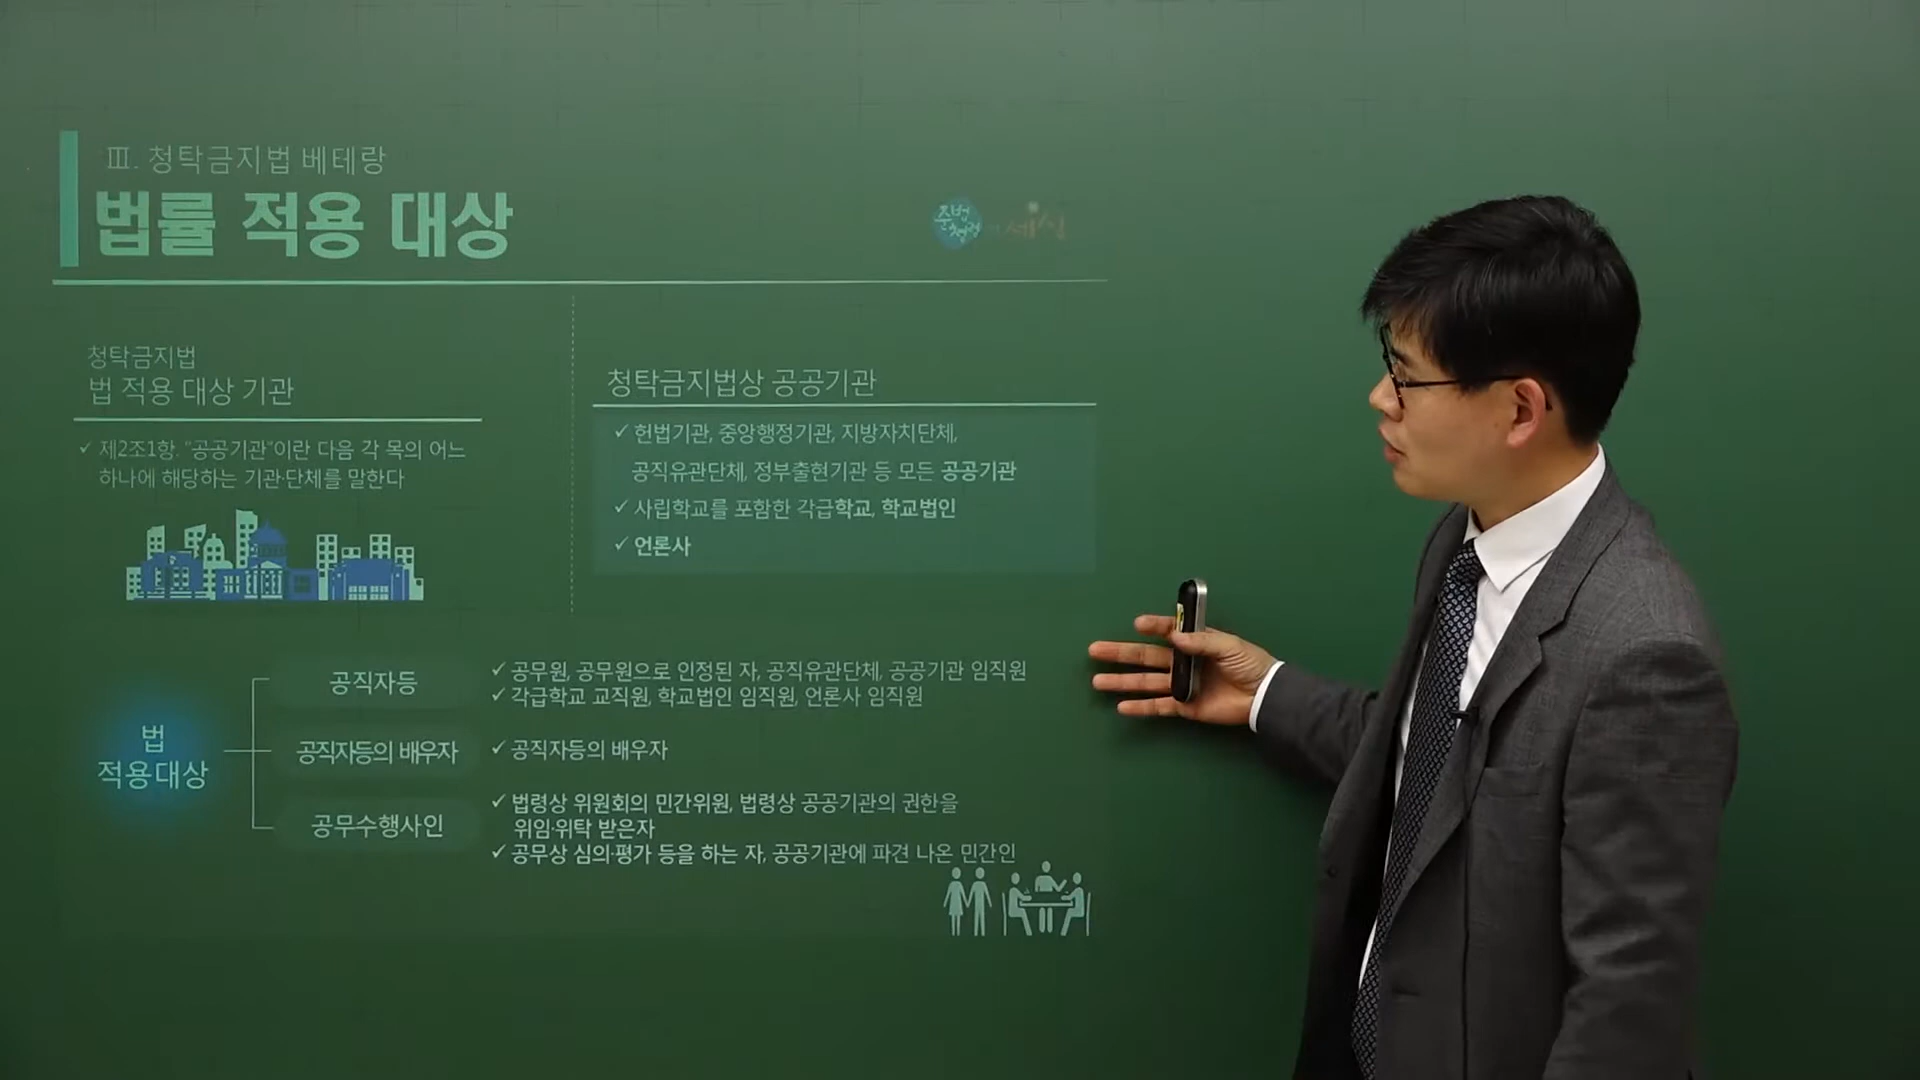 Ⅲ. 청탁금지법 베테랑
법률 적용 대상
준법
청렴
세상
청탁금지법
법 적용 대상 기관
✓ 제2조1항. "공공기관"이란 다음 각 목의 어느
하나에 해당하는 기관·단체를 말한다
청탁금지법상 공공기관
✓ 헌법기관, 중앙행정기관, 지방자치단체,
공직유관단체, 정부출현기관 등 모든 공공기관
✓ 사립학교를 포함한 각급학교, 학교법인
✓ 언론사
법
적용대상
공직자등
✓ 공무원, 공무원으로 인정된 자, 공직유관단체, 공공기관 임직원
✓ 각급학교 교직원, 학교법인 임직원, 언론사 임직원
공직자등의 배우자
✓ 공직자등의 배우자
공무수행사인
✓ 법령상 위원회의 민간위원, 법령상 공공기관의 권한을
위임·위탁 받은자
✓ 공무상 심의·평가 등을 하는 자, 공공기관에 파견 나온 민간인